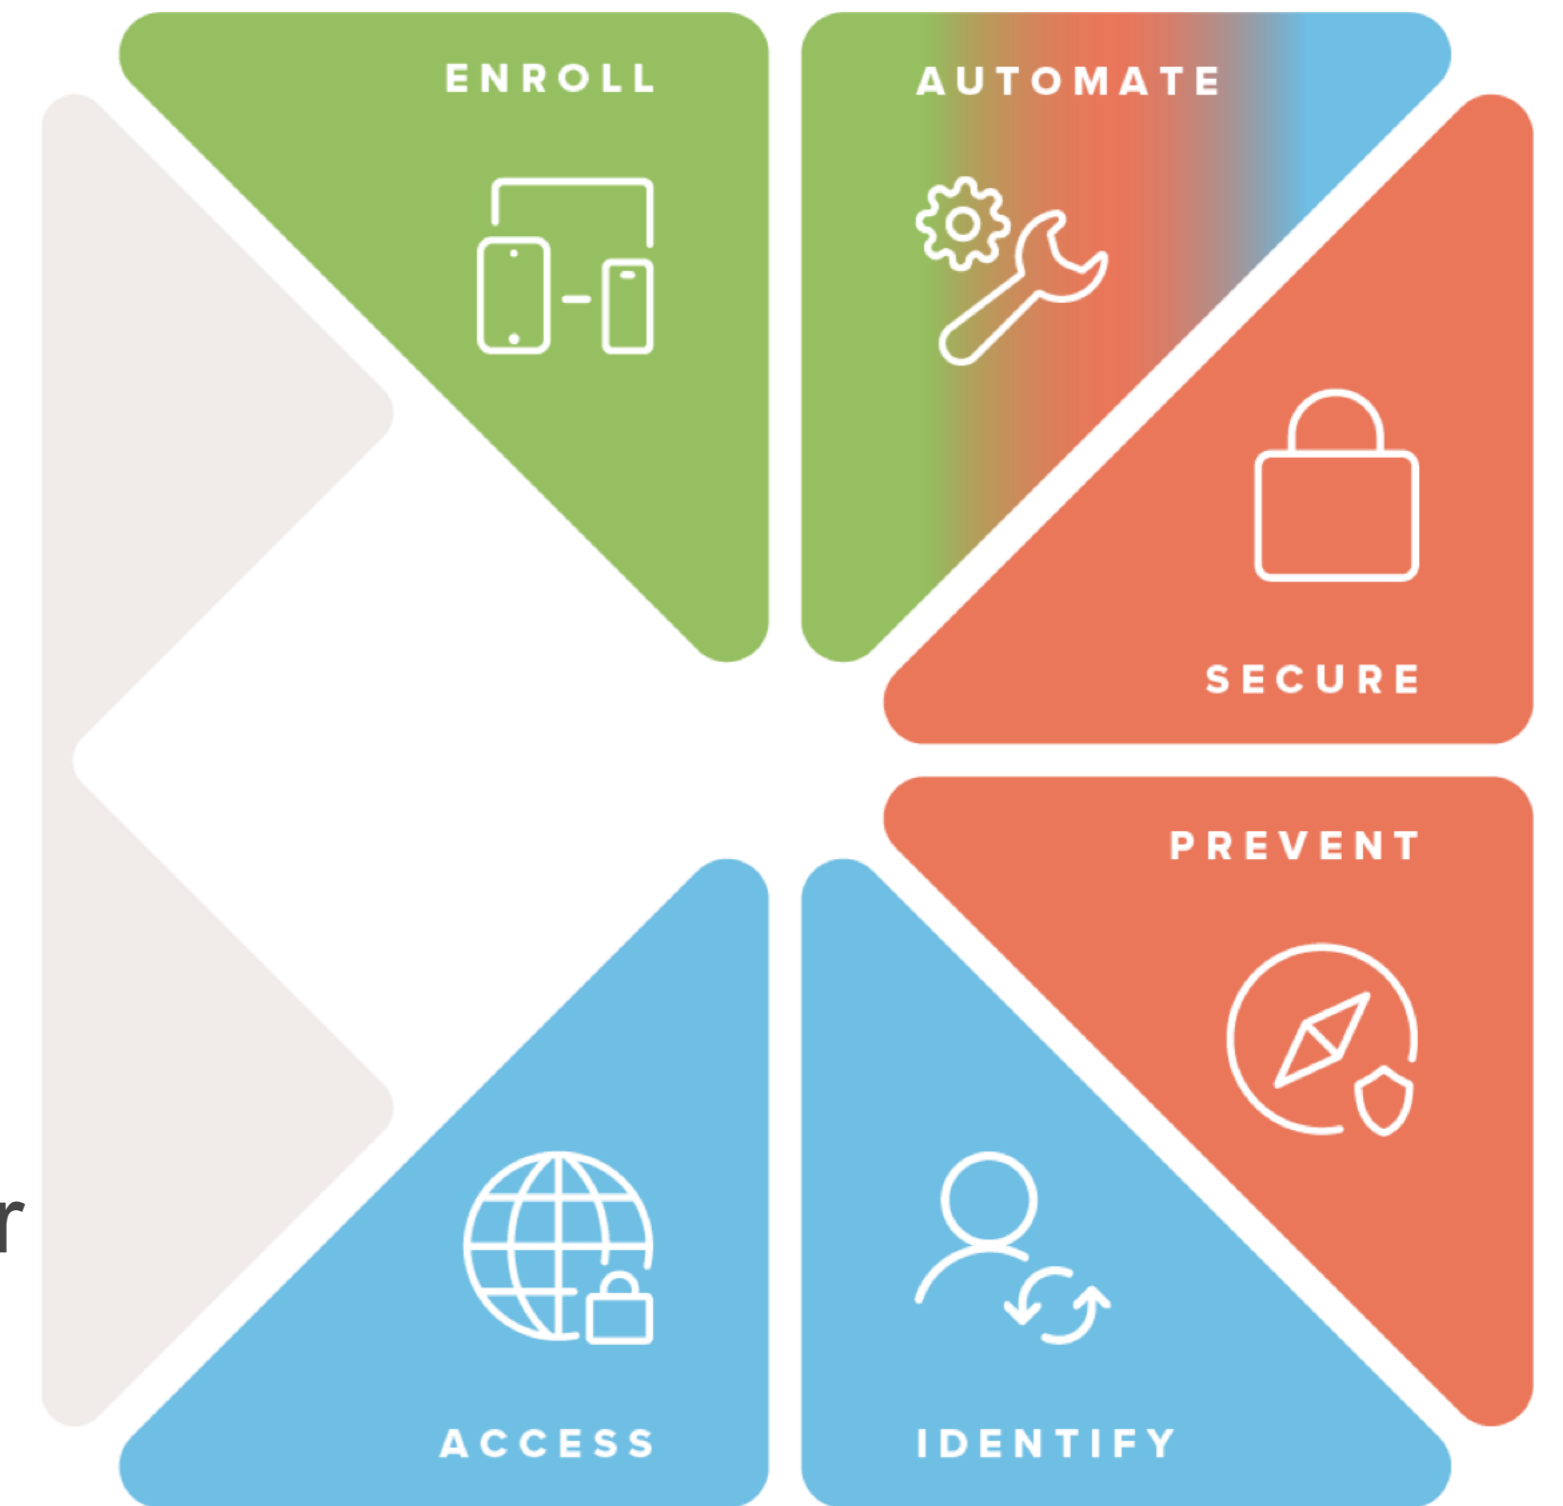 ENROLL
AUTOMATE
SECURE
PREVENT
r
ACCESS
IDENTIFY